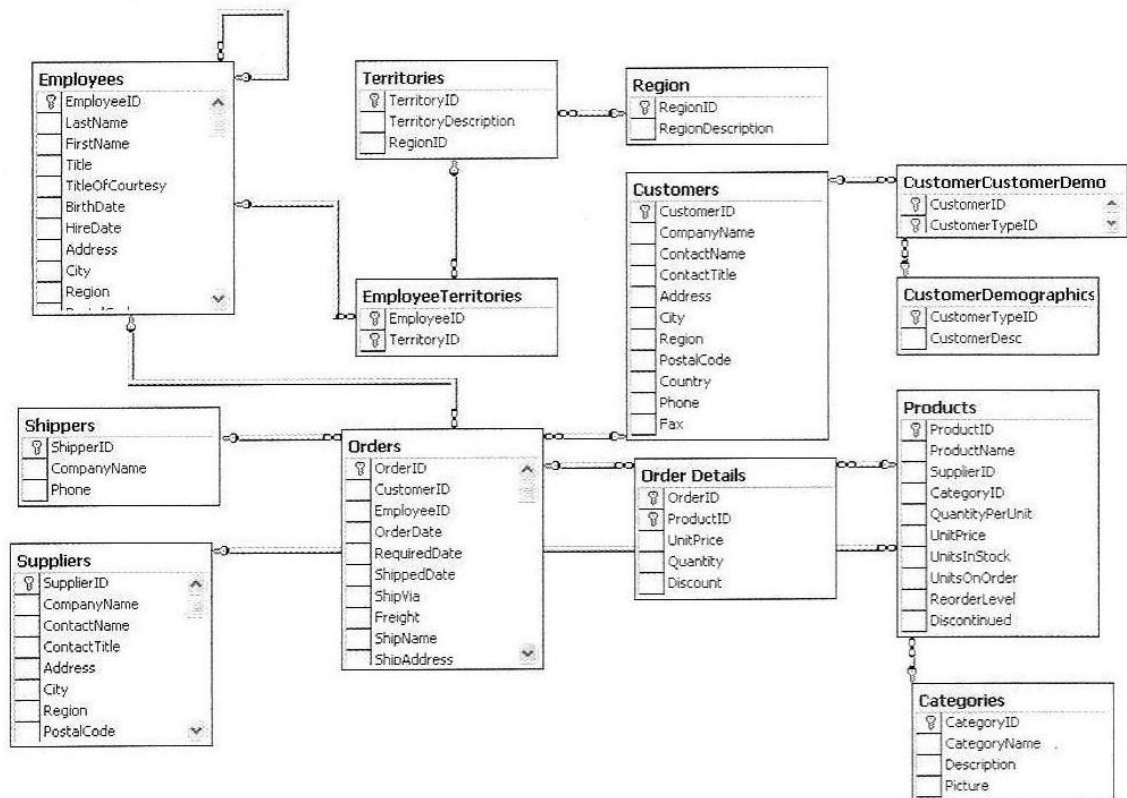 Employees
EmployeeID
LastName
FirstName
Title
TitleOfCourtesy
BirthDate
HireDate
Address
City
Region
Territories
TerritoryID
TerritoryDescription
RegionID
Region
RegionID
RegionDescription
Customers
CustomerID
CompanyName
ContactName
ContactTitle
Address
City
Region
PostalCode
Country
Phone
Fax
CustomerCustomerDemo
CustomerID
CustomerTypeID
CustomerDemographics
CustomerTypeID
CustomerDesc
EmployeeTerritories
EmployeeID
TerritoryID
Shippers
ShipperID
CompanyName
Phone
Orders
OrderID
CustomerID
EmployeeID
OrderDate
RequiredDate
ShippedDate
ShipVia
Freight
ShipName
ShipAddress
Order Details
OrderID
ProductID
UnitPrice
Quantity
Discount
Products
ProductID
ProductName
SupplierID
CategoryID
QuantityPerUnit
UnitPrice
UnitsInStock
UnitsOnOrder
ReorderLevel
Discontinued
Suppliers
SupplierID
CompanyName
ContactName
ContactTitle
Address
City
Region
PostalCode
Categories
CategoryID
CategoryName
Description
Picture